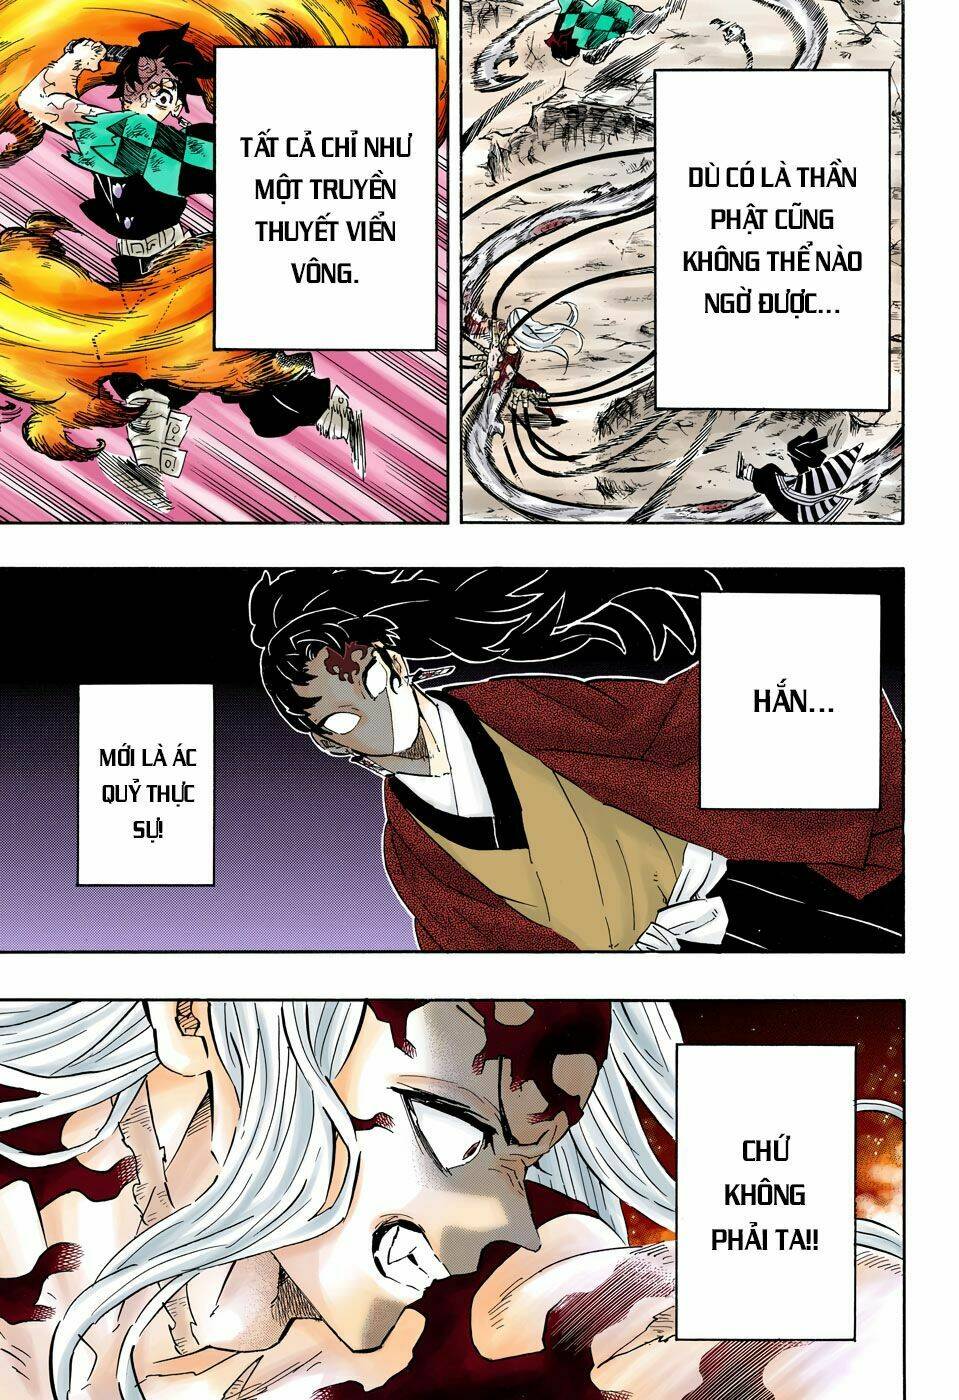 DÙ CÓ LÀ THẦN
PHẬT CŨNG
KHÔNG THỂ NÀO
NGỜ ĐƯỢC...
TẤT CẢ CHỈ NHƯ
MỘT TRUYỀN
THUYẾT VIỂN
VÔNG.
HẮN...
MỚI LÀ ÁC
QUỶ THỰC
SỰ!
CHỨ
KHÔNG
PHẢI TA!!